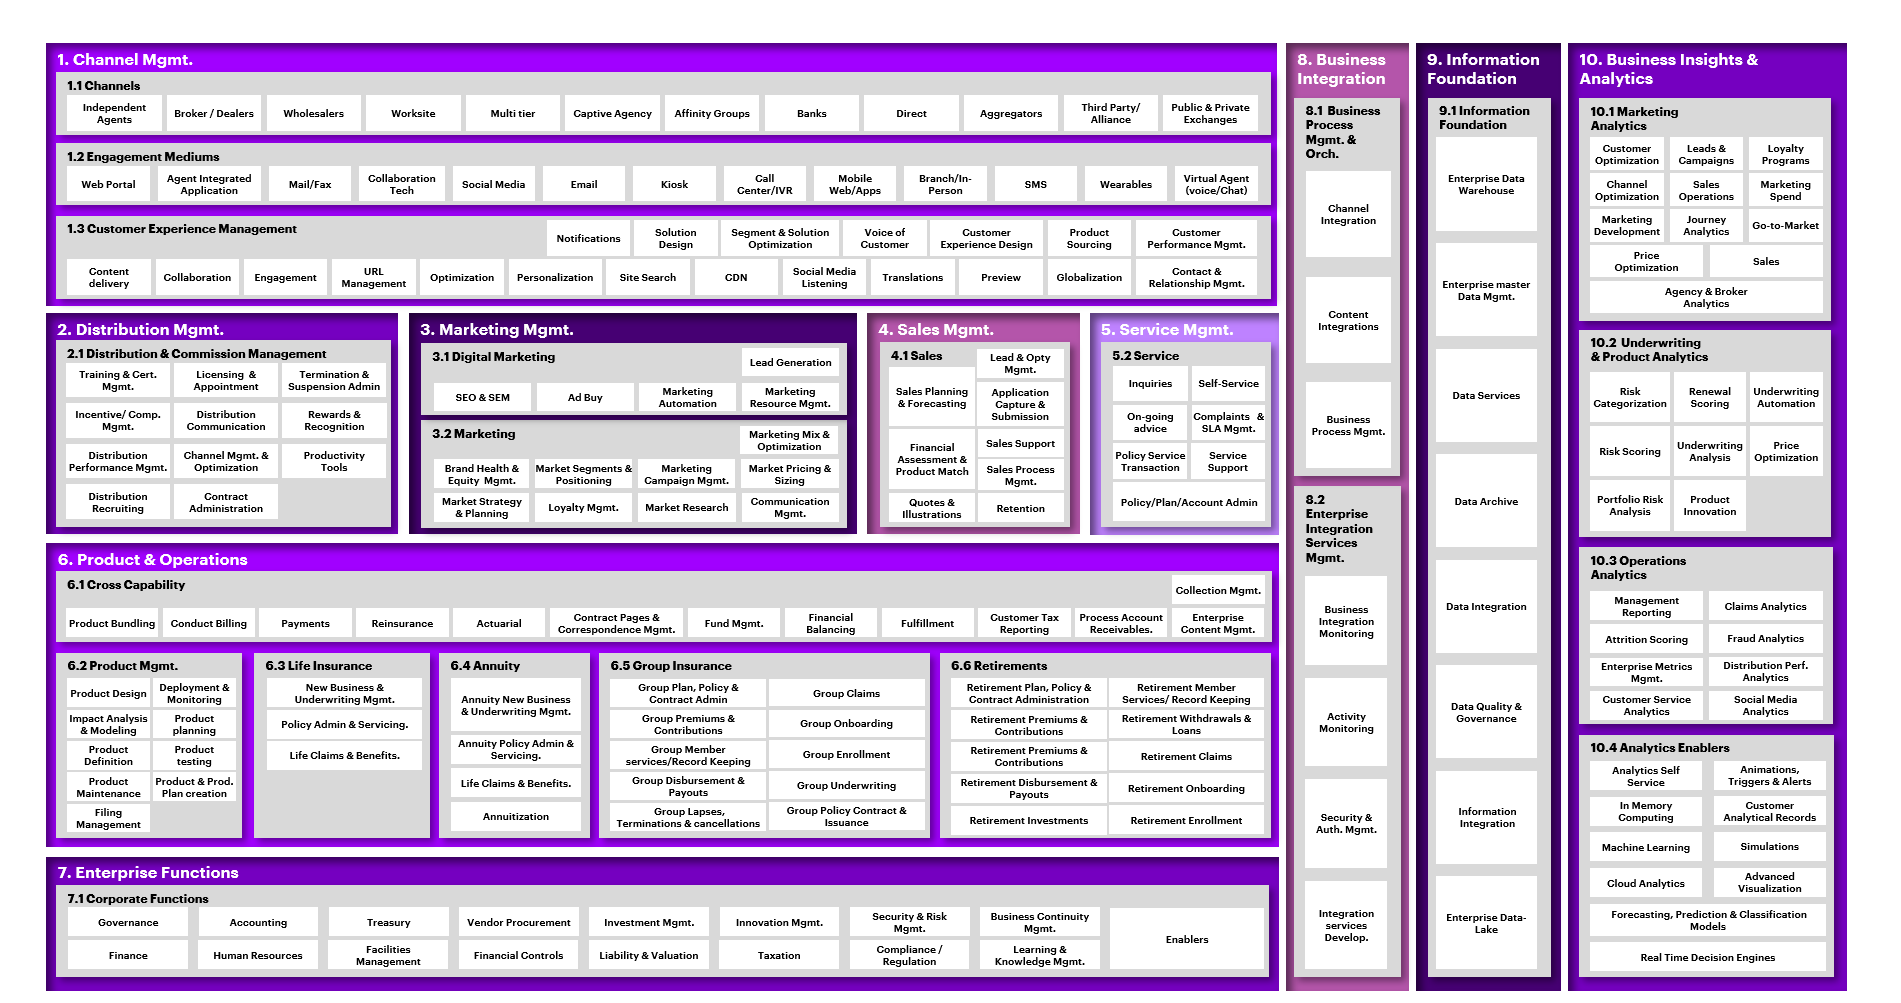 1. Channel Mgmt.
1.1 Channels
Independent
Agents
Broker / Dealers
Wholesalers
Worksite
Multi tier
Captive Agency
Affinity Groups
Banks
Direct
Aggregators
Third Party/
Alliance
Public & Private
Exchanges
1.2 Engagement Mediums
Web Portal
Agent Integrated
Application
Mail/Fax
Collaboration
Tech
Social Media
Email
Kiosk
Call
Center/IVR
Mobile
Web/Apps
Branch/In-
Person
SMS
Wearables
Virtual Agent
(voice/Chat)
1.3 Customer Experience Management
Notifications
Solution
Design
Segment & Solution
Optimization
Voice of
Customer
Customer
Experience Design
Product
Sourcing
Customer
Performance Mgmt.
Content
delivery
Collaboration
Engagement
URL
Management
Optimization
Personalization
Site Search
CDN
Social Media
Listening
Translations
Preview
Globalization
Contact &
Relationship Mgmt.
2. Distribution Mgmt.
2.1 Distribution & Commission Management
Training & Cert.
Mgmt.
Licensing &
Appointment
Termination &
Suspension Admin
Incentive/ Comp.
Mgmt.
Distribution
Communication
Rewards &
Recognition
Distribution
Performance Mgmt.
Channel Mgmt. &
Optimization
Productivity
Tools
Distribution
Recruiting
Contract
Administration
3. Marketing Mgmt.
3.1 Digital Marketing
Lead Generation
SEO & SEM
Ad Buy
Marketing
Automation
Marketing
Resource Mgmt.
3.2 Marketing
Marketing Mix &
Optimization
Brand Health &
Equity Mgmt.
Market Segments &
Positioning
Marketing
Campaign Mgmt.
Market Pricing &
Sizing
Market Strategy
& Planning
Loyalty Mgmt.
Market Research
Communication
Mgmt.
4. Sales Mgmt.
4.1 Sales
Lead & Opty
Mgmt.
Sales Planning
& Forecasting
Application
Capture &
Submission
Financial
Assessment &
Product Match
Sales Support
Sales Process
Mgmt.
Quotes &
Illustrations
Retention
5. Service Mgmt.
5.2 Service
Inquiries
Self-Service
On-going
advice
Complaints &
SLA Mgmt.
Policy Service
Transaction
Service
Support
Policy/Plan/Account Admin
6. Product & Operations
6.1 Cross Capability
Collection Mgmt.
Product Bundling
Conduct Billing
Payments
Reinsurance
Actuarial
Contract Pages &
Correspondence Mgmt.
Fund Mgmt.
Financial
Balancing
Fulfillment
Customer Tax
Reporting
Process Account
Receivables.
Enterprise
Content Mgmt.
6.2 Product Mgmt.
Product Design
Deployment &
Monitoring
Impact Analysis
& Modeling
Product
planning
Product
Definition
Product
testing
Product
Maintenance
Product & Prod.
Plan creation
Filing
Management
6.3 Life Insurance
New Business &
Underwriting Mgmt.
Policy Admin & Servicing.
Life Claims & Benefits.
6.4 Annuity
Annuity New Business
& Underwriting Mgmt.
Annuity Policy Admin &
Servicing.
Life Claims & Benefits.
Annuitization
6.5 Group Insurance
Group Plan, Policy &
Contract Admin
Group Claims
Group Premiums &
Contributions
Group Onboarding
Group Member
services/Record Keeping
Group Enrollment
Group Disbursement &
Payouts
Group Underwriting
Group Lapses,
Terminations & cancellations
Group Policy Contract &
Issuance
6.6 Retirements
Retirement Plan, Policy &
Contract Administration
Retirement Member
Services/ Record Keeping
Retirement Premiums &
Contributions
Retirement Withdrawals &
Loans
Retirement Premiums &
Contributions
Retirement Claims
Retirement Disbursement &
Payouts
Retirement Onboarding
Retirement Investments
Retirement Enrollment
7. Enterprise Functions
7.1 Corporate Functions
Governance
Accounting
Treasury
Vendor Procurement
Investment Mgmt.
Innovation Mgmt.
Security & Risk
Mgmt.
Business Continuity
Mgmt.
Enablers
Finance
Human Resources
Facilities
Management
Financial Controls
Liability & Valuation
Taxation
Compliance /
Regulation
Learning &
Knowledge Mgmt.
8. Business
Integration
8.1 Business
Process
Mgmt. &
Orch.
Channel
Integration
Content
Integrations
Business
Process Mgmt.
8.2
Enterprise
Integration
Services
Mgmt.
Business
Integration
Monitoring
Activity
Monitoring
Security &
Auth. Mgmt.
Integration
services
Develop.
9. Information
Foundation
9.1 Information
Foundation
Enterprise Data
Warehouse
Enterprise master
Data Mgmt.
Data Services
Data Archive
Data Integration
Data Quality &
Governance
Information
Integration
Enterprise Data-
Lake
10. Business Insights &
Analytics
10.1 Marketing
Analytics
Customer
Optimization
Leads &
Campaigns
Loyalty
Programs
Channel
Optimization
Sales
Operations
Marketing
Spend
Marketing
Development
Journey
Analytics
Go-to-Market
Price
Optimization
Sales
Agency & Broker
Analytics
10.2 Underwriting
& Product Analytics
Risk
Categorization
Renewal
Scoring
Underwriting
Automation
Risk Scoring
Underwriting
Analysis
Price
Optimization
Portfolio Risk
Analysis
Product
Innovation
10.3 Operations
Analytics
Management
Reporting
Claims Analytics
Attrition Scoring
Fraud Analytics
Enterprise Metrics
Mgmt.
Distribution Perf.
Analytics
Customer Service
Analytics
Social Media
Analytics
10.4 Analytics Enablers
Analytics Self
Service
Animations,
Triggers & Alerts
In Memory
Computing
Customer
Analytical Records
Machine Learning
Simulations
Cloud Analytics
Advanced
Visualization
Forecasting, Prediction & Classification
Models
Real Time Decision Engines